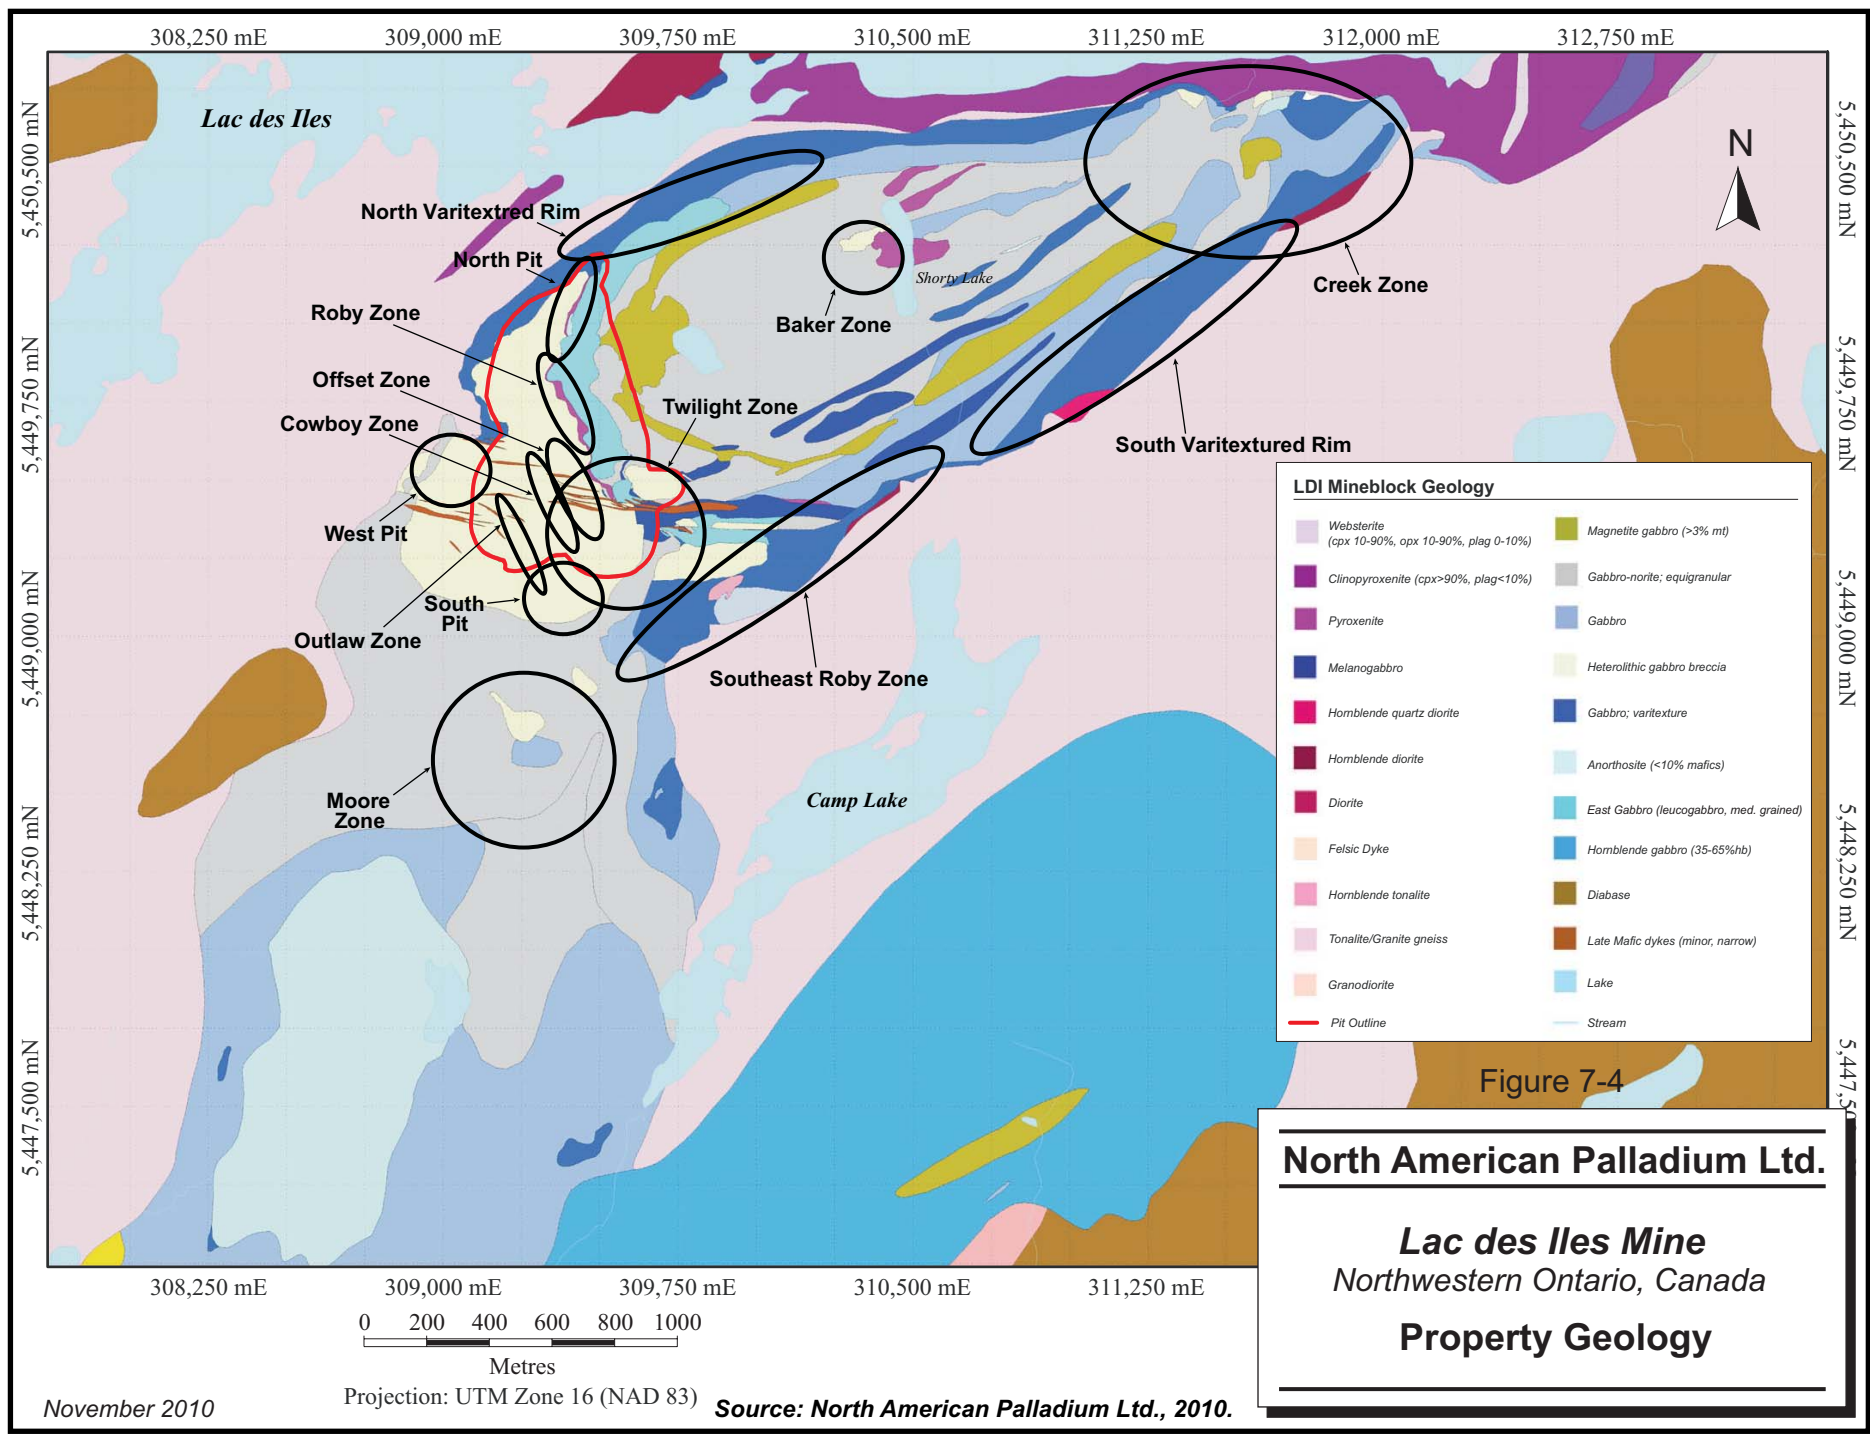 308,250 mE 309,000 mE 309,750 mE 310,500 mE 311,250 mE 312,000 mE 312,750 mE
5,450,500 mN
5,449,750 mN
5,449,000 mN
5,448,250 mN
5,447,500 mN
5,450,500 mN
5,449,750 mN
5,449,000 mN
5,448,250 mN
5,447,50
Lac des Iles
N
North Varitextred Rim
North Pit
Roby Zone
Offset Zone
Cowboy Zone
West Pit
Outlaw Zone
South
Pit
Moore
Zone
Twilight Zone
Baker Zone
Shorty Lake
Creek Zone
South Varitextured Rim
Southeast Roby Zone
Camp Lake
LDI Mineblock Geology
Websterite
(cpx 10-90%, opx 10-90%, plag 0-10%)
Clinopyroxenite (cpx>90%, plag<10%)
Pyroxenite
Melanogabbro
Hornblende quartz diorite
Hornblende diorite
Diorite
Felsic Dyke
Hornblende tonalite
Tonalite/Granite gneiss
Granodiorite
Pit Outline
Magnetite gabbro (>3% mt)
Gabbro-norite; equigranular
Gabbro
Heterolithic gabbro breccia
Gabbro; varitexture
Anorthosite (<10% mafics)
East Gabbro (leucogabbro, med. grained)
Hornblende gabbro (35-65%hb)
Diabase
Late Mafic dykes (minor, narrow)
Lake
Stream
Figure 7-4
North American Palladium Ltd.
Lac des Iles Mine
Northwestern Ontario, Canada
Property Geology
308,250 mE 309,000 mE 309,750 mE 310,500 mE 311,250 mE
0 200 400 600 800 1000
Metres
Projection: UTM Zone 16 (NAD 83)
November 2010
Source: North American Palladium Ltd., 2010.